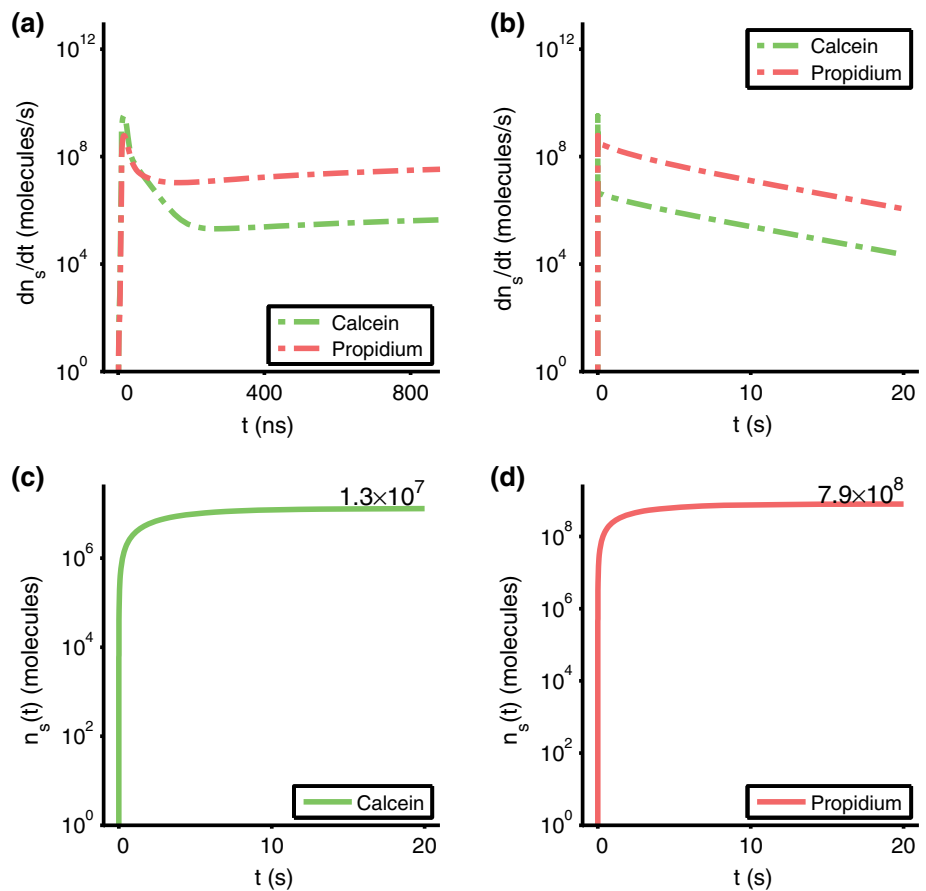 (a)
10^12
10^8
10^4
10^0
dn_s/dt (molecules/s)
0 400 800
t (ns)
Calcein
Propidium
(b)
10^12
10^8
10^4
10^0
dn_s/dt (molecules/s)
0 10 20
t (s)
Calcein
Propidium
(c)
1.3×10^7
10^6
10^4
10^2
10^0
n_s(t) (molecules)
0 10 20
t (s)
Calcein
(d)
7.9×10^8
10^8
10^6
10^4
10^2
10^0
n_s(t) (molecules)
0 10 20
t (s)
Propidium